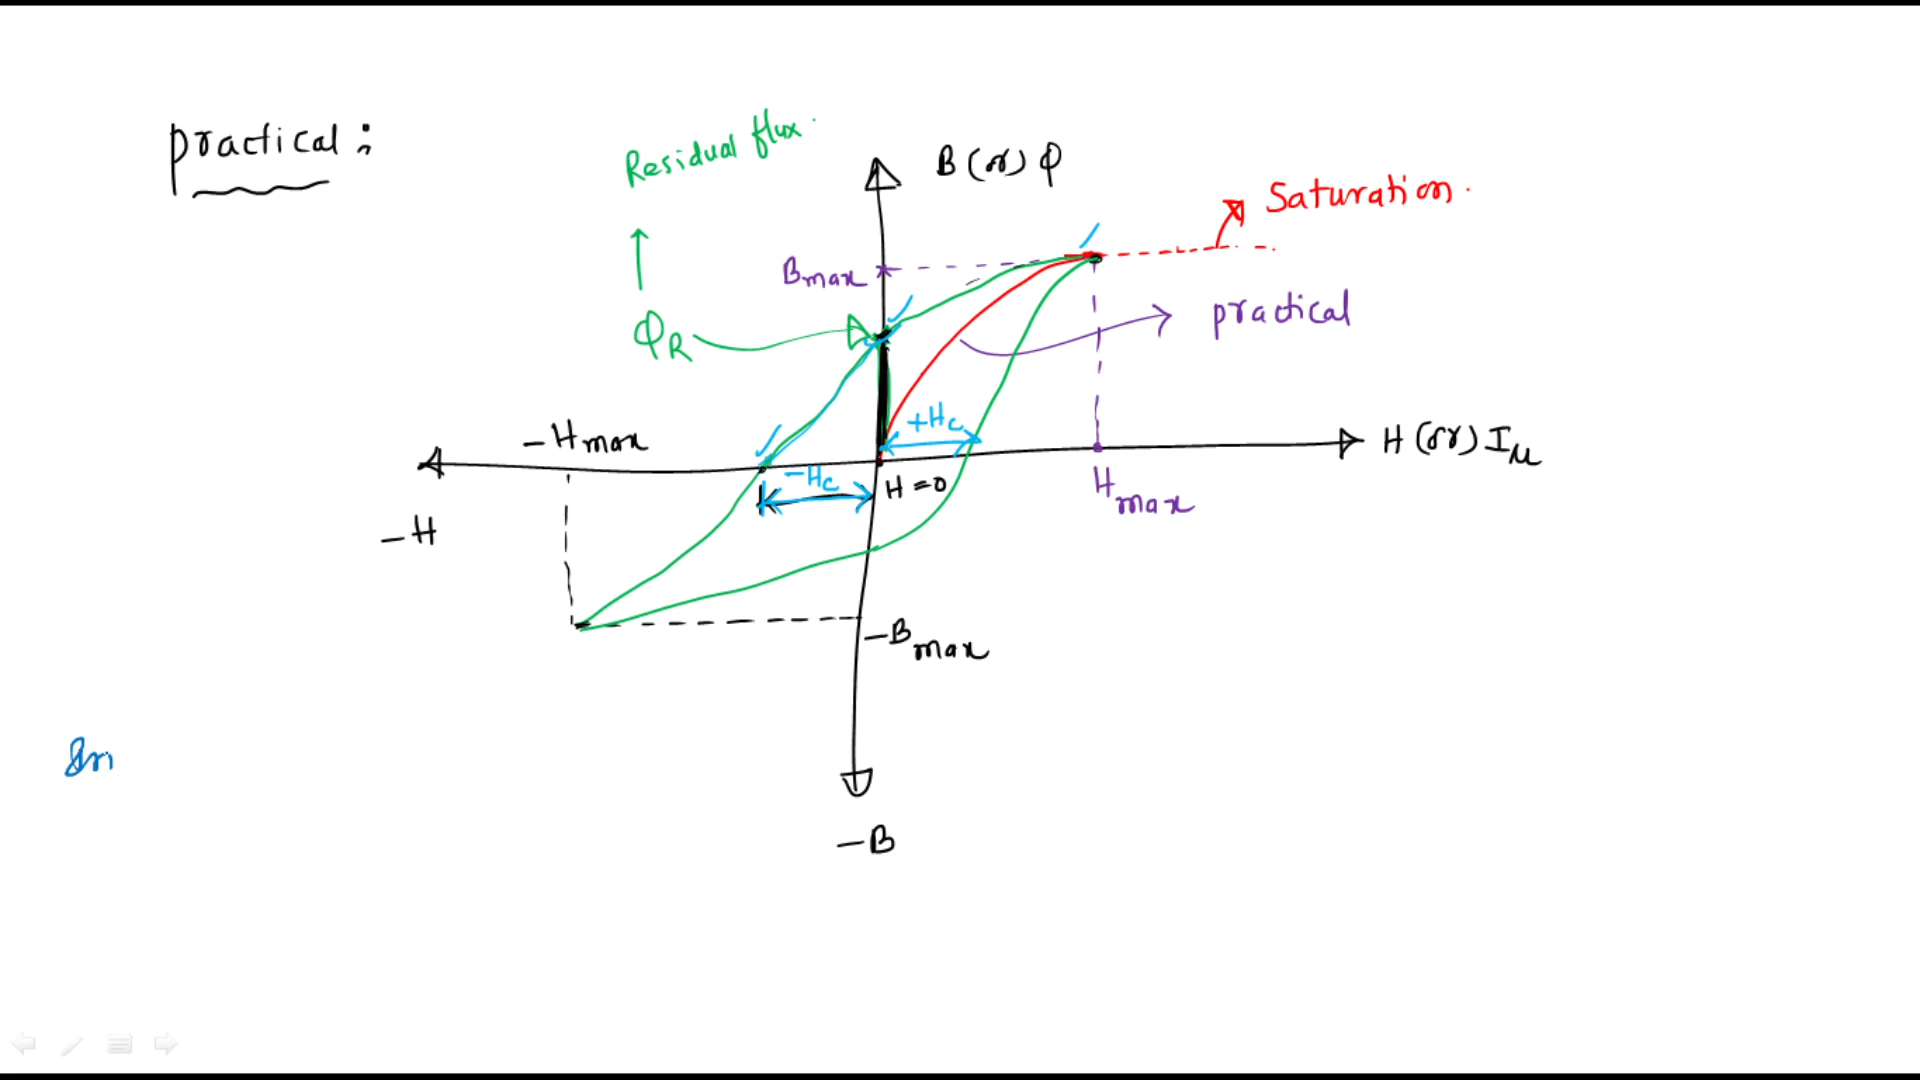 practical :
Residual flux.
B (or) φ
Saturation.
Bmax
φR
practical
+Hc
-Hmax
H (or) Iμ
-Hc
H = 0
Hmax
-H
-Bmax
-B